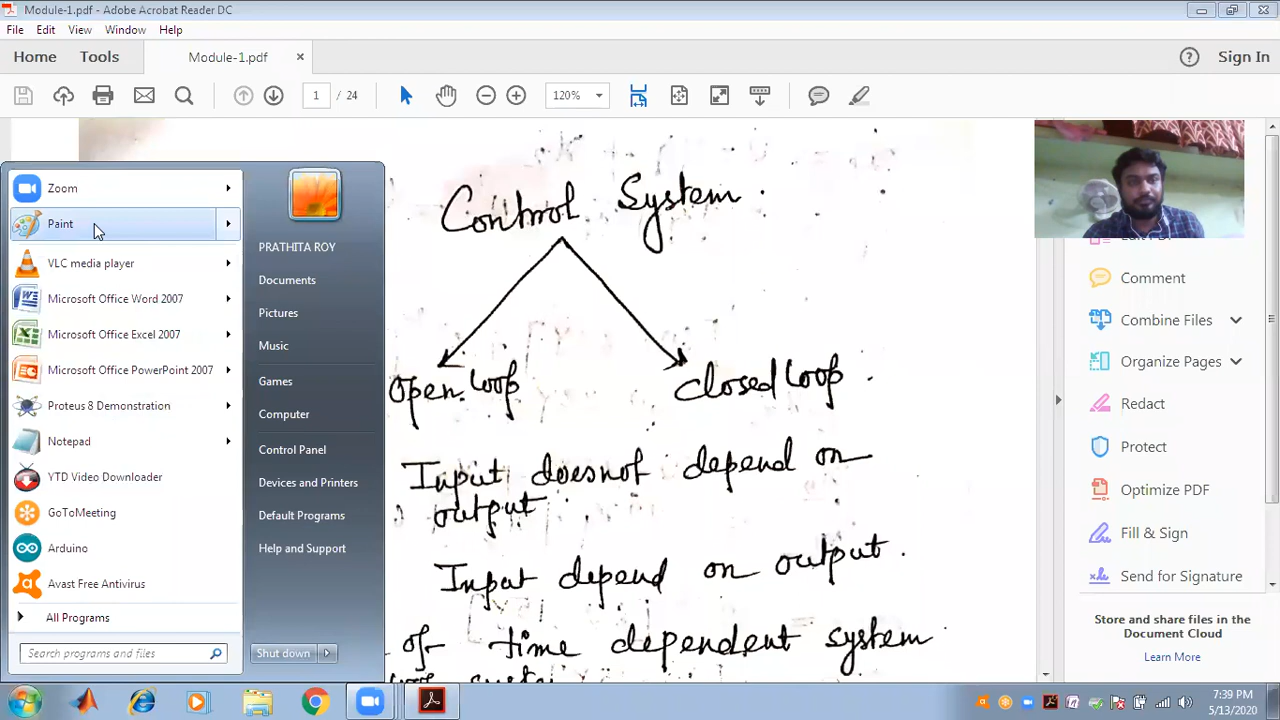 Module-1.pdf - Adobe Acrobat Reader DC
File Edit View Window Help
Home Tools Module-1.pdf × Sign In
1 / 24 120%
Control System.
Open Loop Closed Loop.
Input doesnot depend on
output
Input depend on output.
of time dependent system
Zoom
Paint
VLC media player
Microsoft Office Word 2007
Microsoft Office Excel 2007
Microsoft Office PowerPoint 2007
Proteus 8 Demonstration
Notepad
YTD Video Downloader
GoToMeeting
Arduino
Avast Free Antivirus
All Programs
Search programs and files
PRATHITA ROY
Documents
Pictures
Music
Games
Computer
Control Panel
Devices and Printers
Default Programs
Help and Support
Shut down
Comment
Combine Files
Organize Pages
Redact
Protect
Optimize PDF
Fill & Sign
Send for Signature
Store and share files in the
Document Cloud
Learn More
7:39 PM
5/13/2020